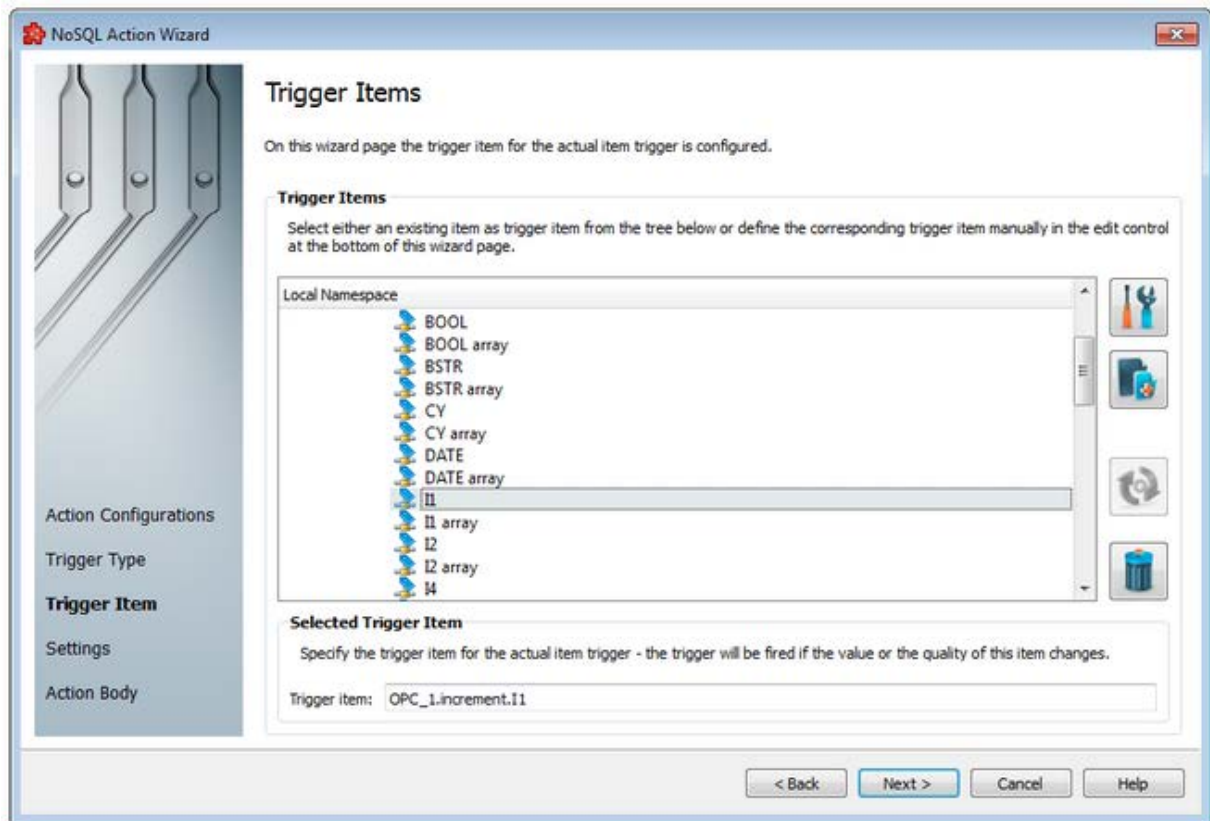 NoSQL Action Wizard
Trigger Items
On this wizard page the trigger item for the actual item trigger is configured.
Trigger Items
Select either an existing item as trigger item from the tree below or define the corresponding trigger item manually in the edit control
at the bottom of this wizard page.
Local Namespace
BOOL
BOOL array
BSTR
BSTR array
CY
CY array
DATE
DATE array
I1
I1 array
I2
I2 array
I4
Action Configurations
Trigger Type
Trigger Item
Settings
Action Body
Selected Trigger Item
Specify the trigger item for the actual item trigger - the trigger will be fired if the value or the quality of this item changes.
Trigger item: OPC_1.increment.I1
< Back Next > Cancel Help